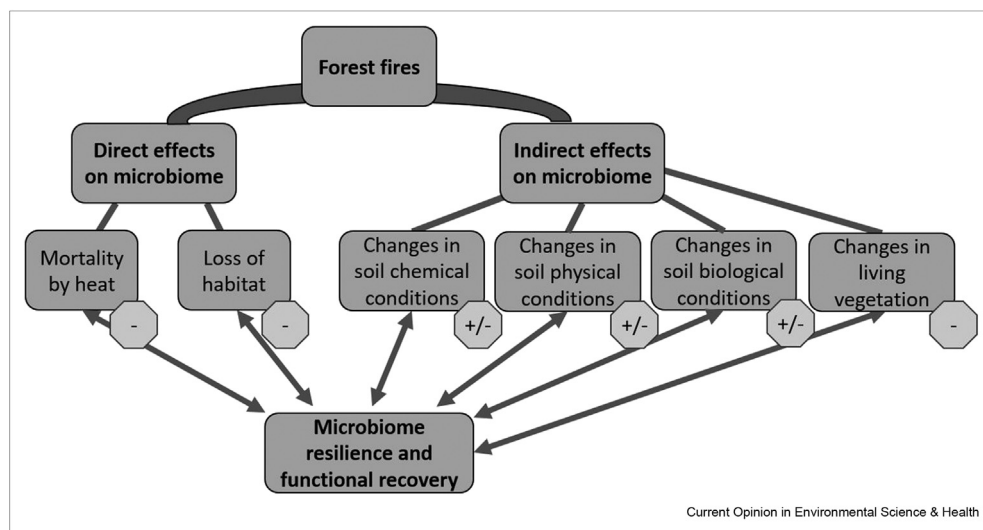 Forest fires
Direct effects
on microbiome
Indirect effects
on microbiome
Mortality
by heat
-
Loss of
habitat
-
Changes in
soil chemical
conditions
+/-
Changes in
soil physical
conditions
+/-
Changes in
soil biological
conditions
+/-
Changes in
living
vegetation
-
Microbiome
resilience and
functional recovery
Current Opinion in Environmental Science & Health